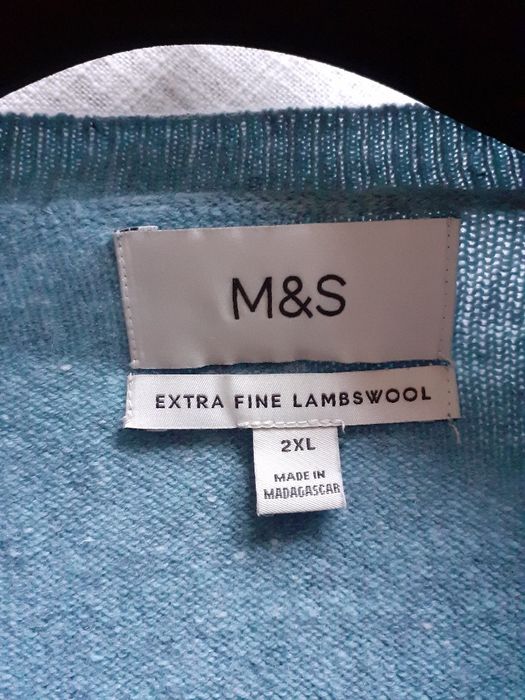 M&S
EXTRA FINE LAMBSWOOL
2XL
MADE IN
MADAGASCAR